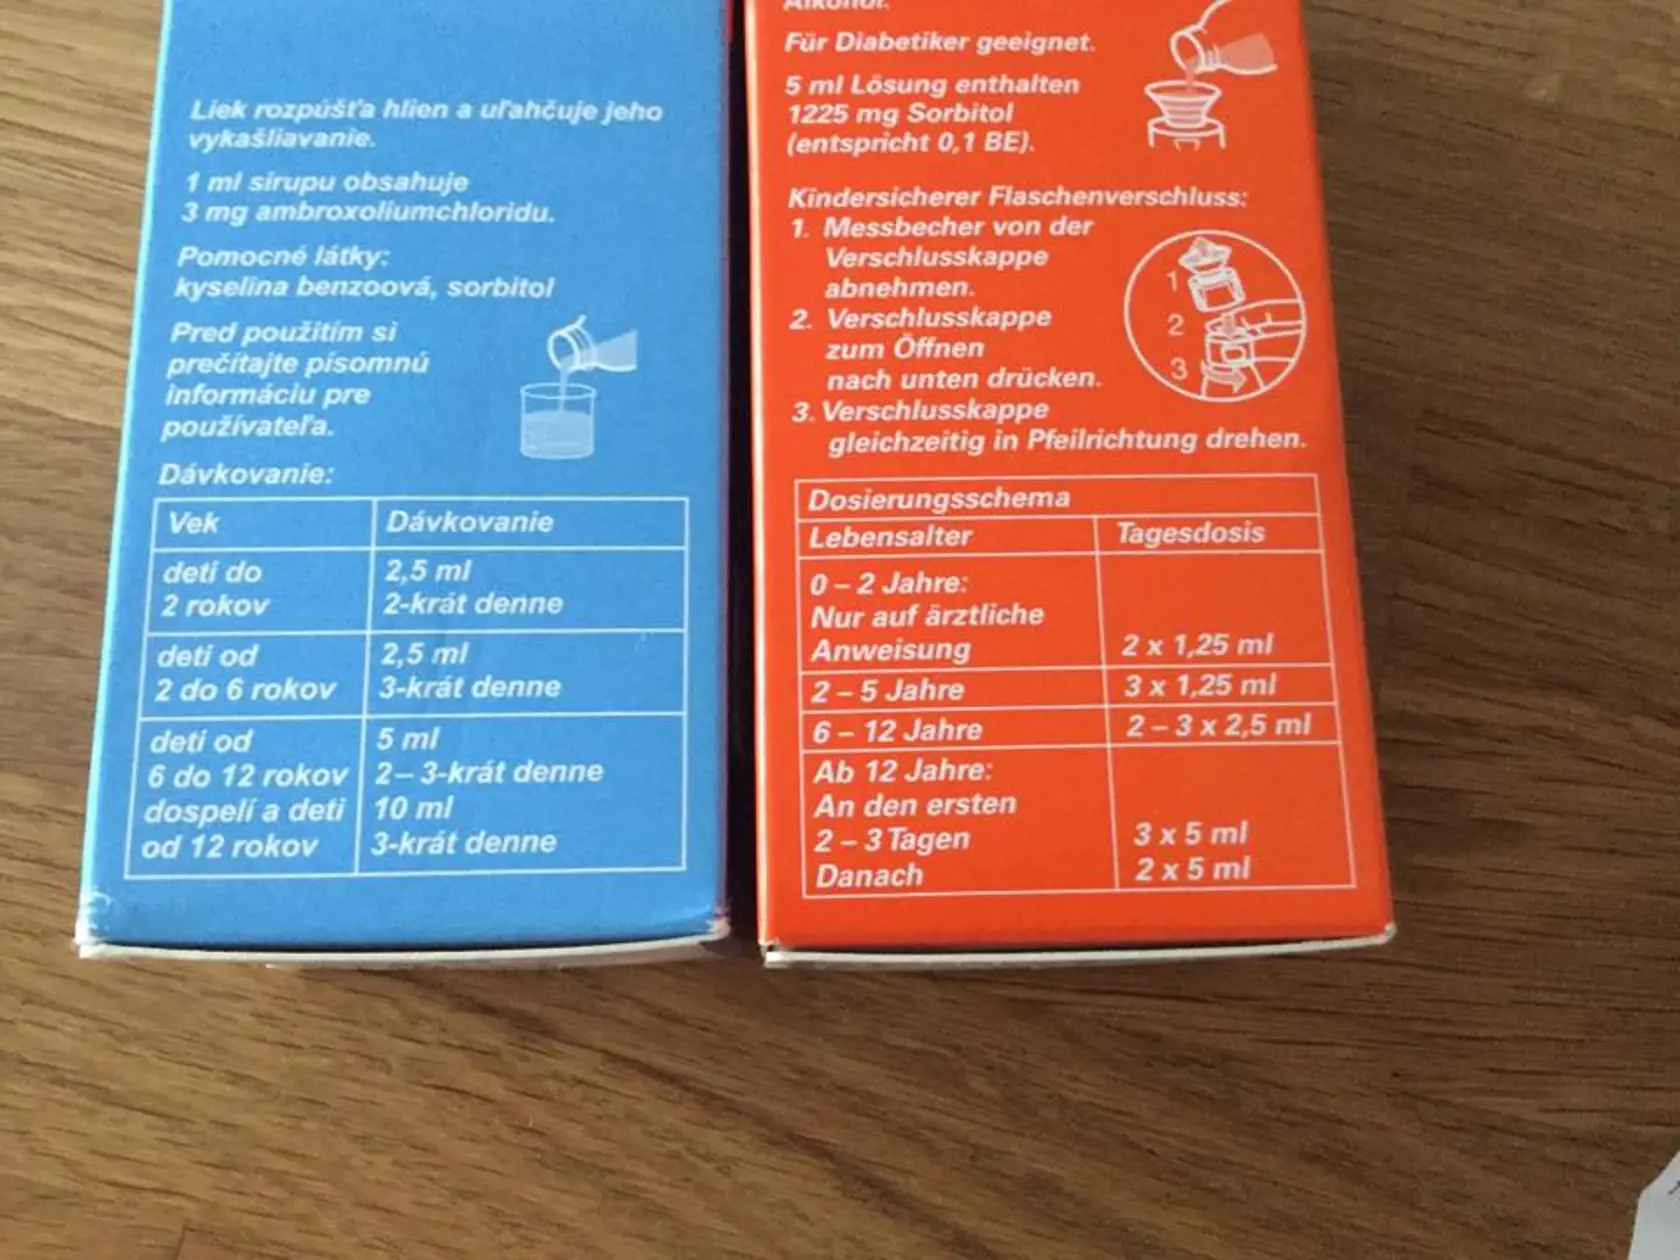 Liek rozpúšťa hlien a uľahčuje jeho
vykašliavanie.
1 ml sirupu obsahuje
3 mg ambroxoliumchloridu.
Pomocné látky:
kyselina benzoová, sorbitol
Pred použitím si
prečítajte písomnú
informáciu pre
používateľa.
Dávkovanie:
Vek Dávkovanie
deti do 2,5 ml
2 rokov 2-krát denne
deti od 2,5 ml
2 do 6 rokov 3-krát denne
deti od 5 ml
6 do 12 rokov 2– 3-krát denne
dospelí a deti 10 ml
od 12 rokov 3-krát denne
Alkohol.
Für Diabetiker geeignet.
5 ml Lösung enthalten
1225 mg Sorbitol
(entspricht 0,1 BE).
Kindersicherer Flaschenverschluss:
1. Messbecher von der
Verschlusskappe
abnehmen.
2. Verschlusskappe
zum Öffnen
nach unten drücken.
3. Verschlusskappe
gleichzeitig in Pfeilrichtung drehen.
1
2
3
Dosierungsschema
Lebensalter Tagesdosis
0 – 2 Jahre:
Nur auf ärztliche
Anweisung 2 x 1,25 ml
2 – 5 Jahre 3 x 1,25 ml
6 – 12 Jahre 2 – 3 x 2,5 ml
Ab 12 Jahre:
An den ersten
2 – 3 Tagen 3 x 5 ml
Danach 2 x 5 ml